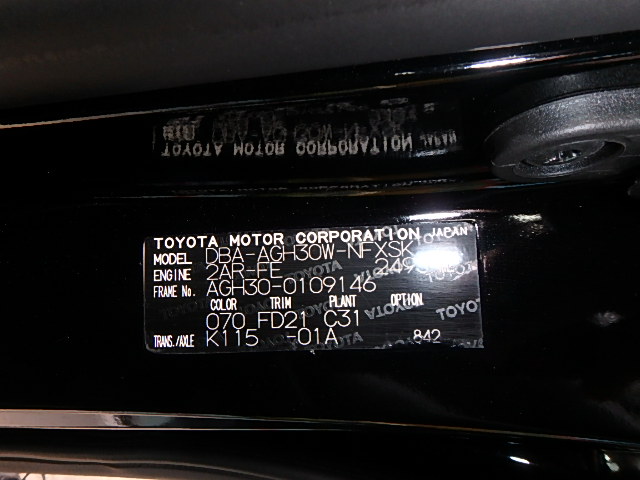 TOYOTA MOTOR CORPORATION JAPAN
MODEL DBA-AGH30W-NFXSK
ENGINE 2AR-FE
FRAME No. AGH30-0109146
COLOR TRIM PLANT OPTION
070 FD21 C31
TRANS./AXLE K115 -01A 842